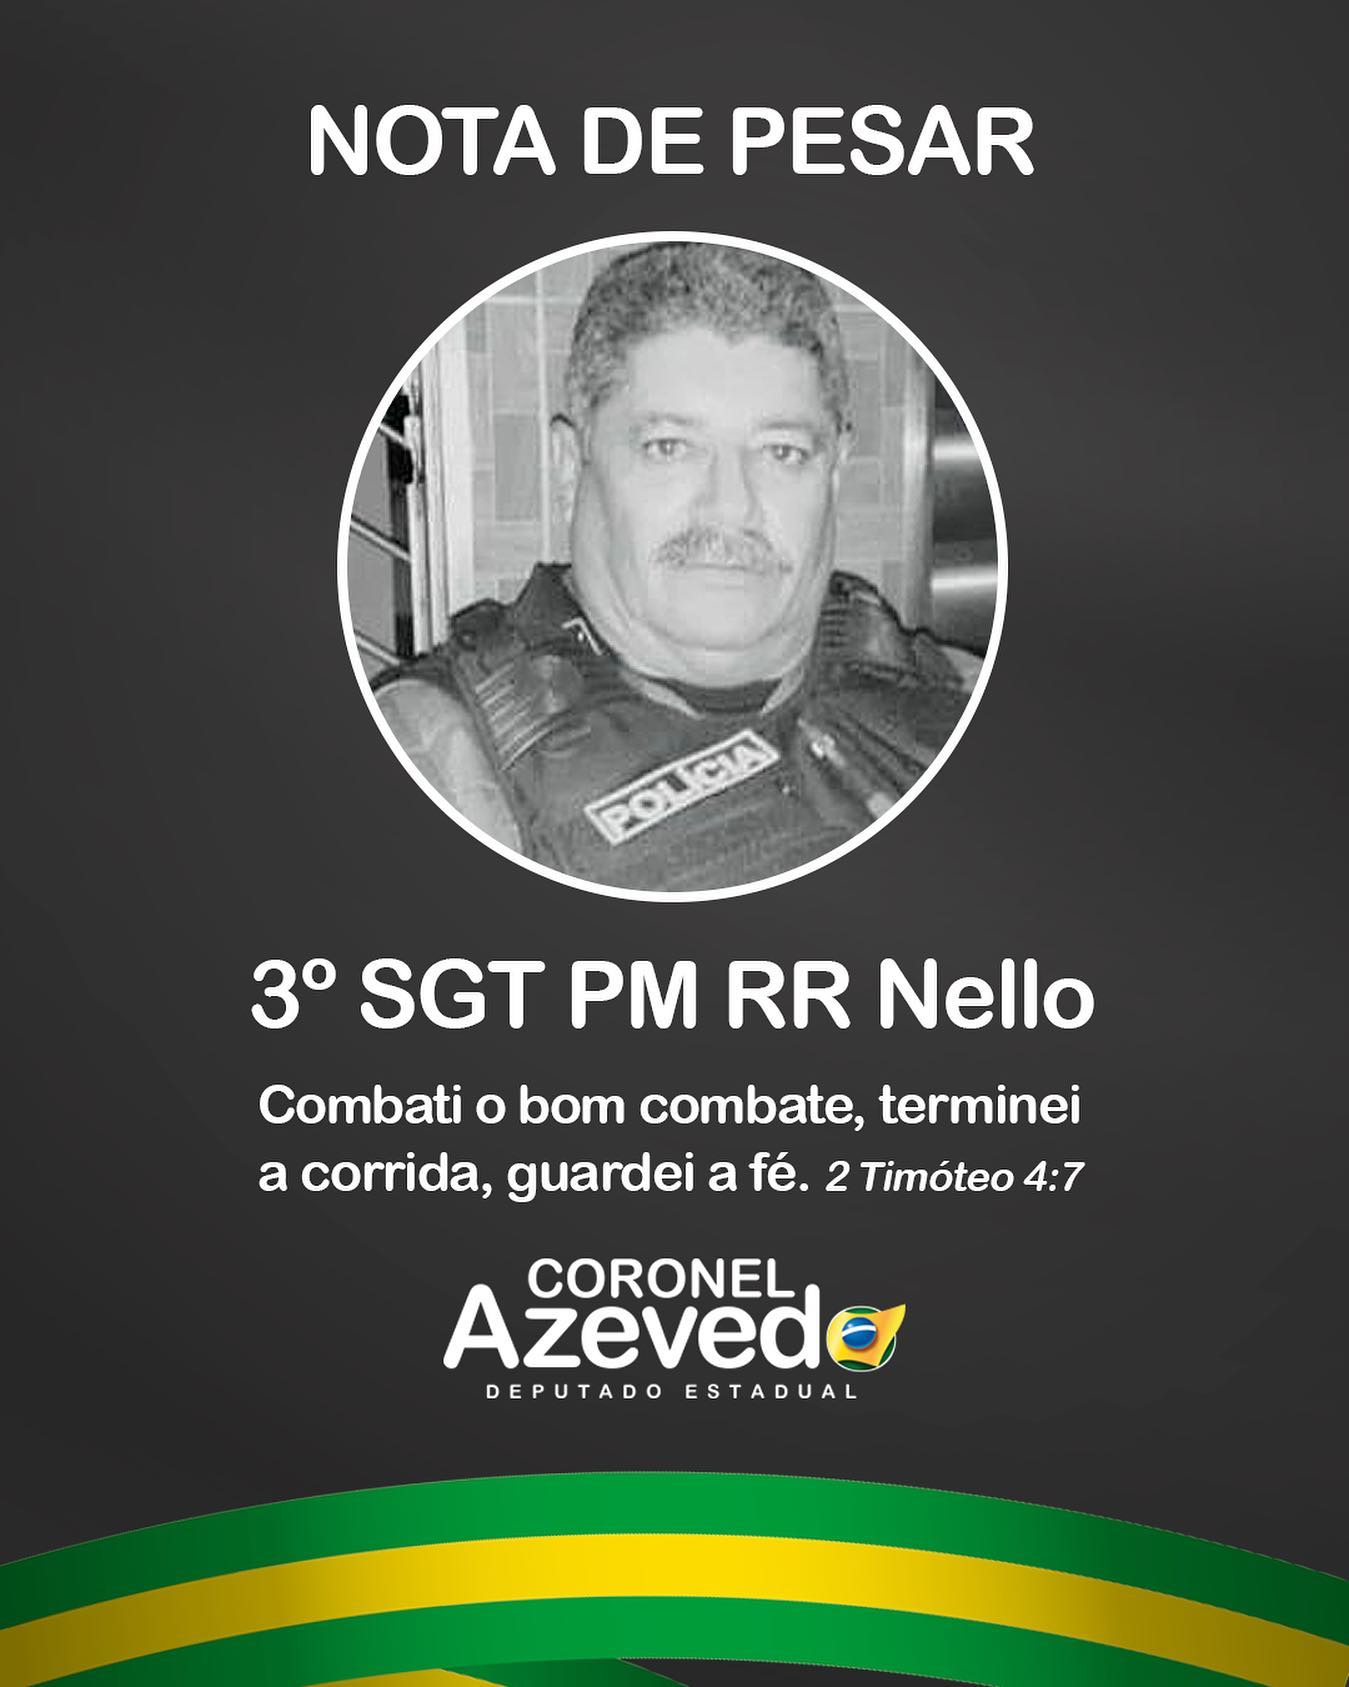 NOTA DE PESAR
POLÍCIA
3º SGT PM RR Nello
Combati o bom combate, terminei
a corrida, guardei a fé. 2 Timóteo 4:7
CORONEL
Azevedo
DEPUTADO ESTADUAL